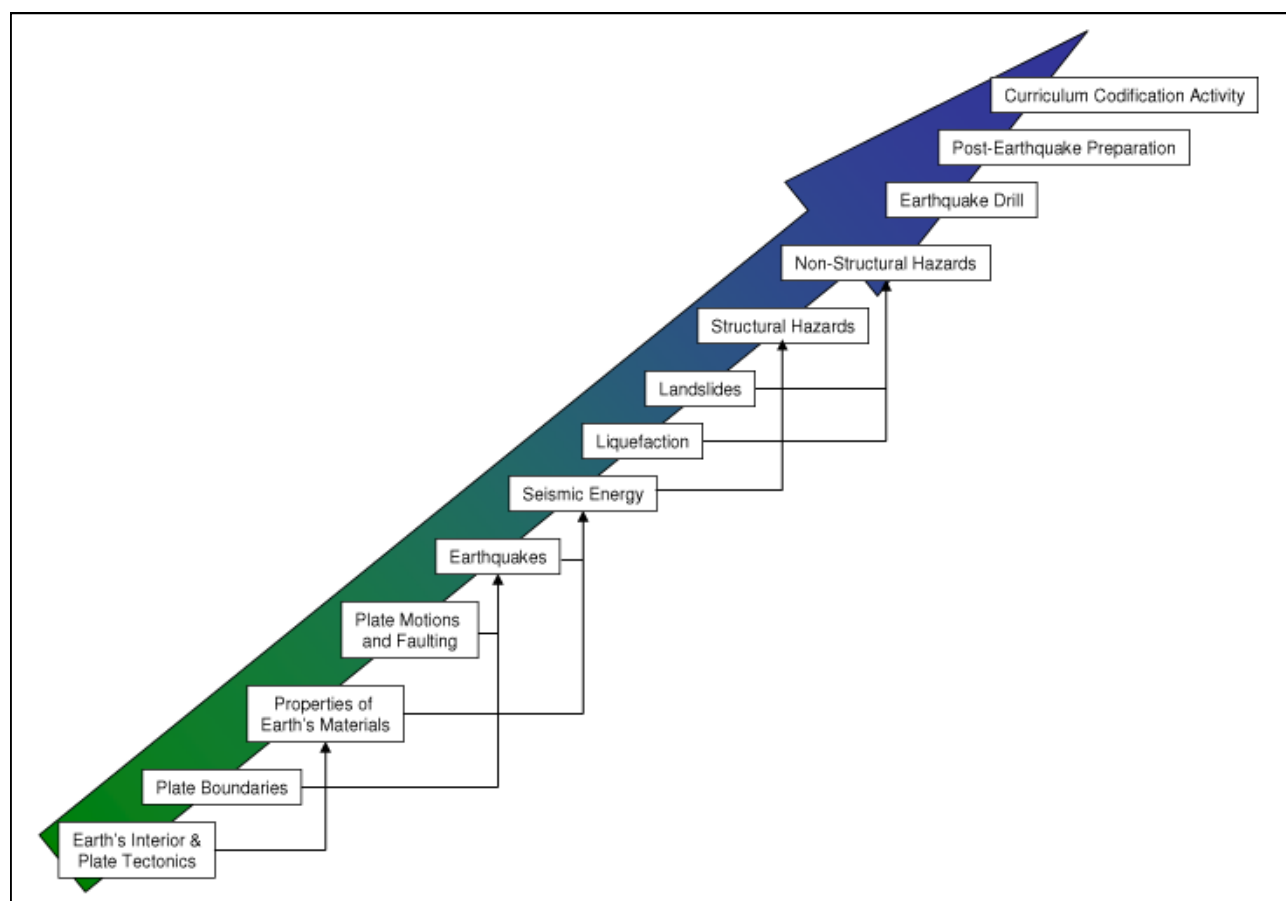 Curriculum Codification Activity
Post-Earthquake Preparation
Earthquake Drill
Non-Structural Hazards
Structural Hazards
Landslides
Liquefaction
Seismic Energy
Earthquakes
Plate Motions
and Faulting
Properties of
Earth's Materials
Plate Boundaries
Earth's Interior &
Plate Tectonics